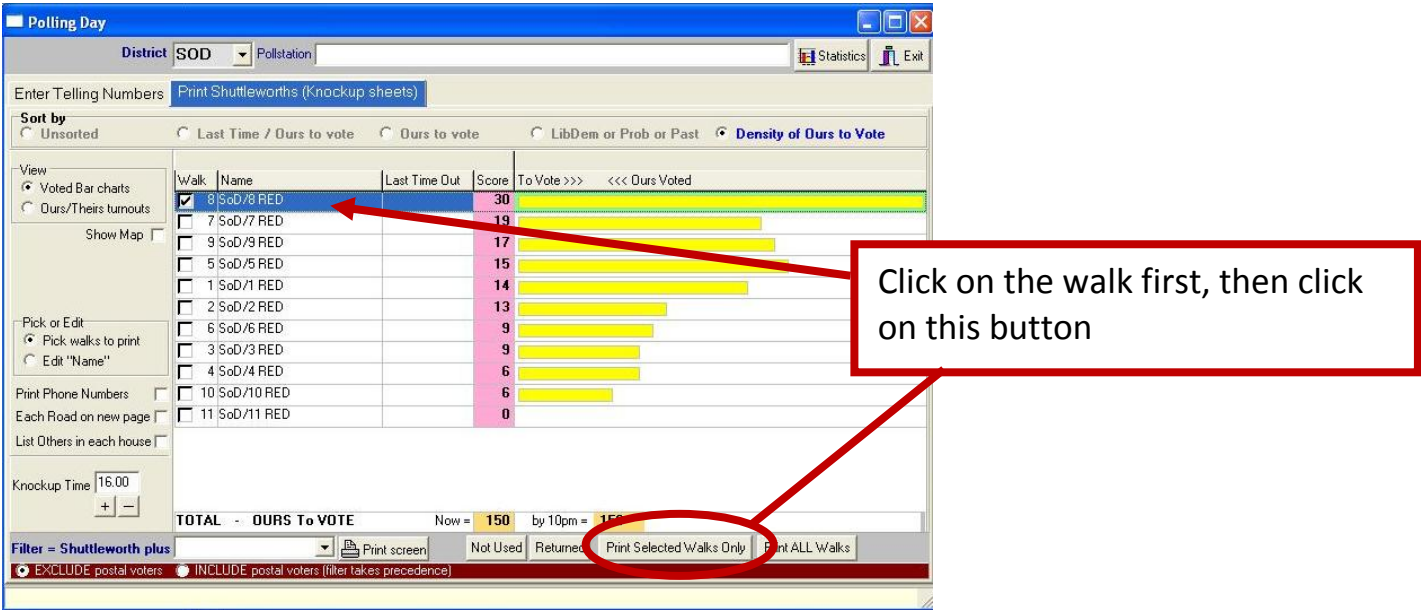 Polling Day
District SOD Pollstation Statistics Exit
Enter Telling Numbers Print Shuttleworths (Knockup sheets)
Sort by
Unsorted Last Time / Ours to vote Ours to vote LibDem or Prob or Past Density of Ours to Vote
View
Voted Bar charts
Ours/Theirs turnouts
Show Map
Walk Name Last Time Out Score To Vote >>> <<< Ours Voted
8 SoD/8 RED 30
7 SoD/7 RED 19
9 SoD/9 RED 17
5 SoD/5 RED 15
1 SoD/1 RED 14
2 SoD/2 RED 13
6 SoD/6 RED 9
3 SoD/3 RED 9
4 SoD/4 RED 6
10 SoD/10 RED 6
11 SoD/11 RED 0
Click on the walk first, then click
on this button
Pick or Edit
Pick walks to print
Edit "Name"
Print Phone Numbers
Each Road on new page
List Others in each house
Knockup Time 16.00
+ -
TOTAL - OURS To VOTE Now = 150 by 10pm =
Filter = Shuttleworth plus Print screen Not Used Returned Print Selected Walks Only Print ALL Walks
EXCLUDE postal voters INCLUDE postal voters (filter takes precedence)